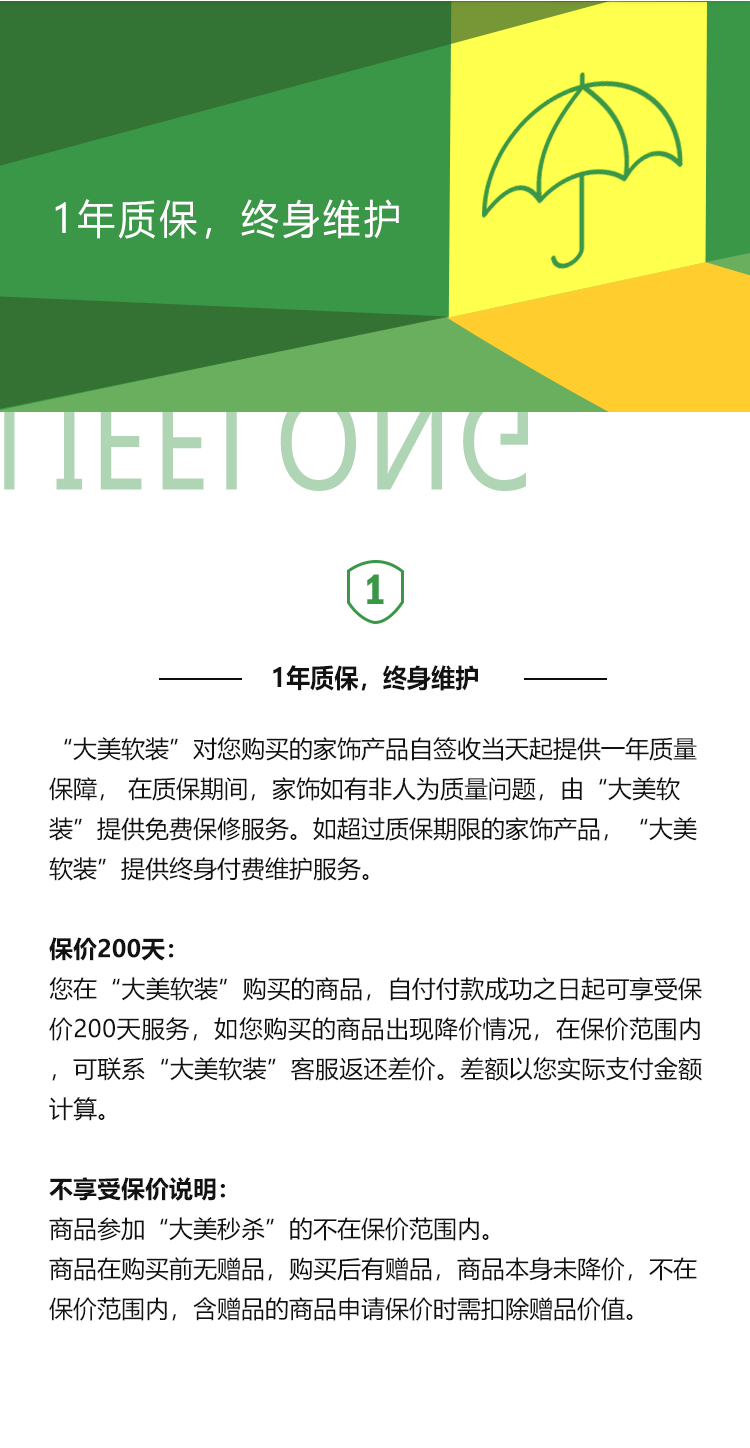 1年质保，终身维护
1
1年质保，终身维护
“大美软装”对您购买的家饰产品自签收当天起提供一年质量
保障， 在质保期间，家饰如有非人为质量问题，由“大美软
装”提供免费保修服务。如超过质保期限的家饰产品，“大美
软装”提供终身付费维护服务。
保价200天：
您在“大美软装”购买的商品，自付付款成功之日起可享受保
价200天服务，如您购买的商品出现降价情况，在保价范围内
，可联系“大美软装”客服返还差价。差额以您实际支付金额
计算。
不享受保价说明：
商品参加“大美秒杀”的不在保价范围内。
商品在购买前无赠品，购买后有赠品，商品本身未降价，不在
保价范围内，含赠品的商品申请保价时需扣除赠品价值。